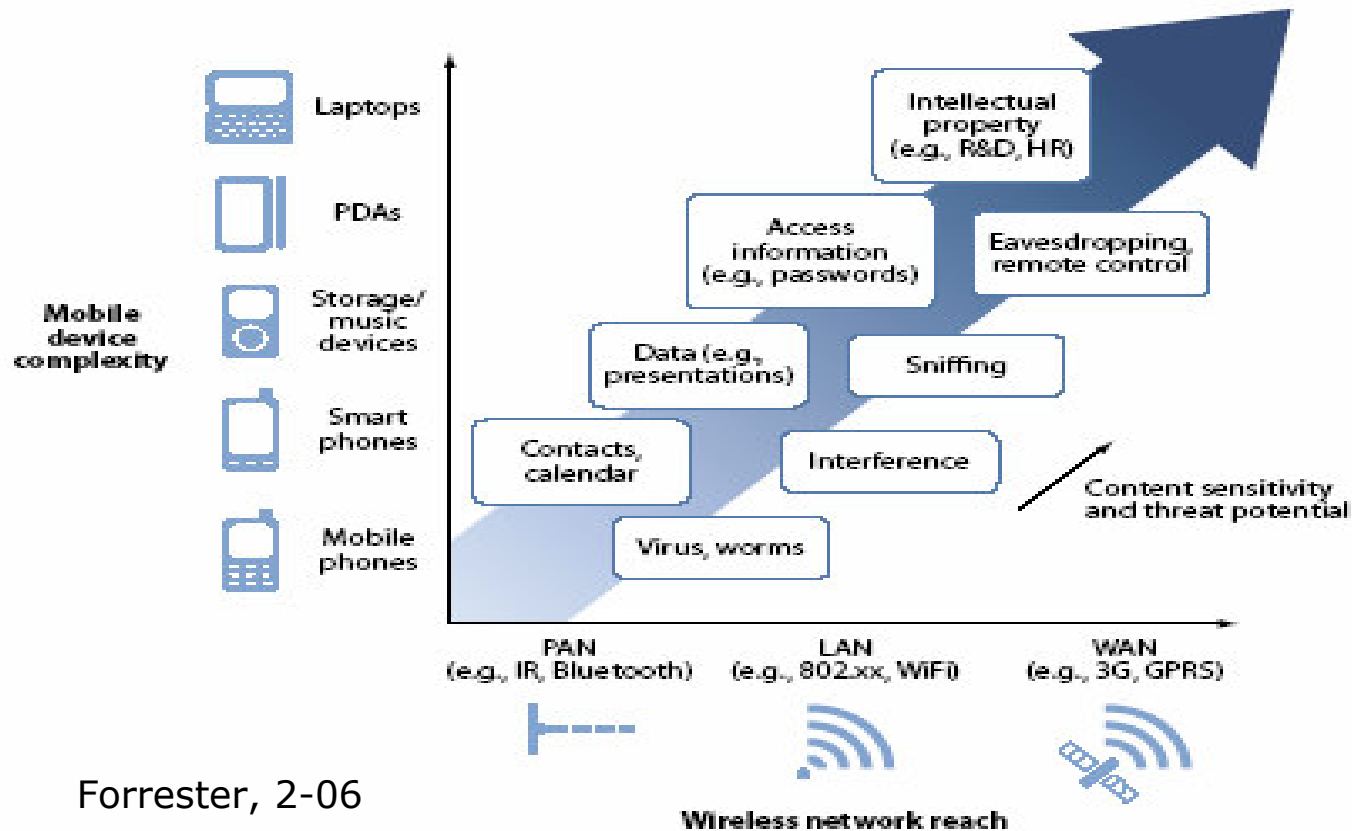 Laptops
PDAs
Storage/
music
devices
Smart
phones
Mobile
phones
Mobile
device
complexity
Intellectual
property
(e.g., R&D, HR)
Access
information
(e.g., passwords)
Eavesdropping,
remote control
Data (e.g.,
presentations)
Sniffing
Contacts,
calendar
Interference
Virus, worms
Content sensitivity
and threat potential
PAN
(e.g., IR, Bluetooth)
LAN
(e.g., 802.xx, WiFi)
WAN
(e.g., 3G, GPRS)
Forrester, 2-06
Wireless network reach